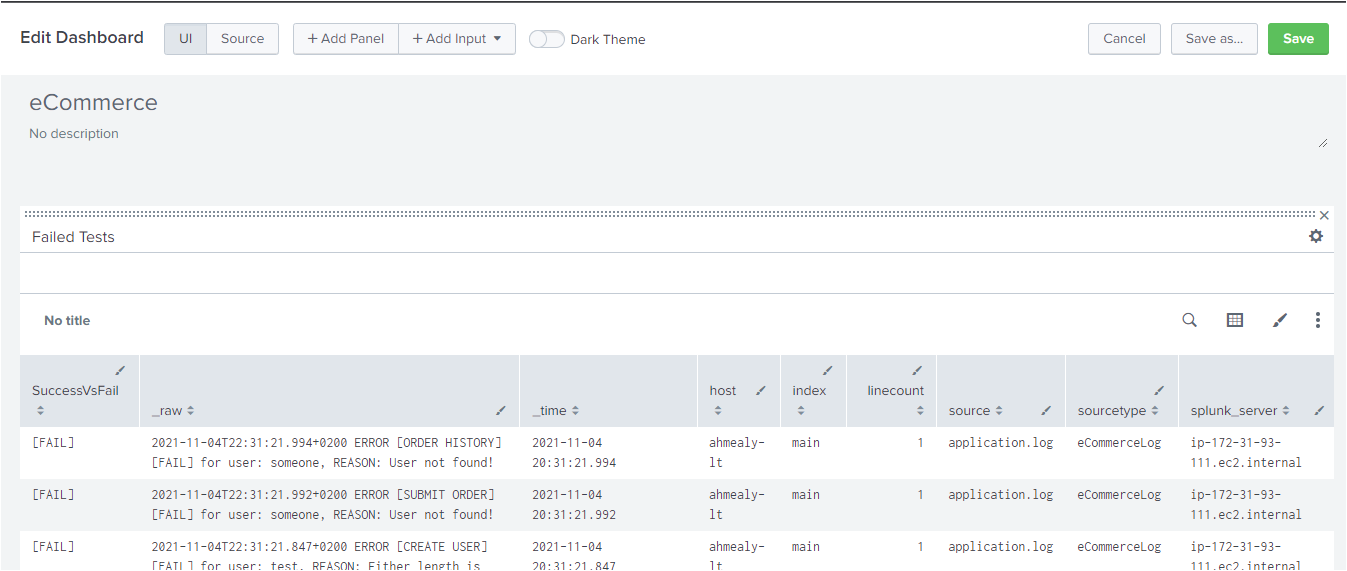 Edit Dashboard UI Source + Add Panel + Add Input Dark Theme Cancel Save as... Save
eCommerce
No description
Failed Tests
No title
SuccessVsFail _raw _time host index linecount source sourcetype splunk_server
[FAIL] 2021-11-04T22:31:21.994+0200 ERROR [ORDER HISTORY] 2021-11-04 ahmealy- main 1 application.log eCommerceLog ip-172-31-93-
[FAIL] for user: someone, REASON: User not found! 20:31:21.994 lt 111.ec2.internal
[FAIL] 2021-11-04T22:31:21.992+0200 ERROR [SUBMIT ORDER] 2021-11-04 ahmealy- main 1 application.log eCommerceLog ip-172-31-93-
[FAIL] for user: someone, REASON: User not found! 20:31:21.992 lt 111.ec2.internal
[FAIL] 2021-11-04T22:31:21.847+0200 ERROR [CREATE USER] 2021-11-04 ahmealy- main 1 application.log eCommerceLog ip-172-31-93-
[FAIL] for user: test, REASON: Either length is 20:31:21.847 lt 111.ec2.internal